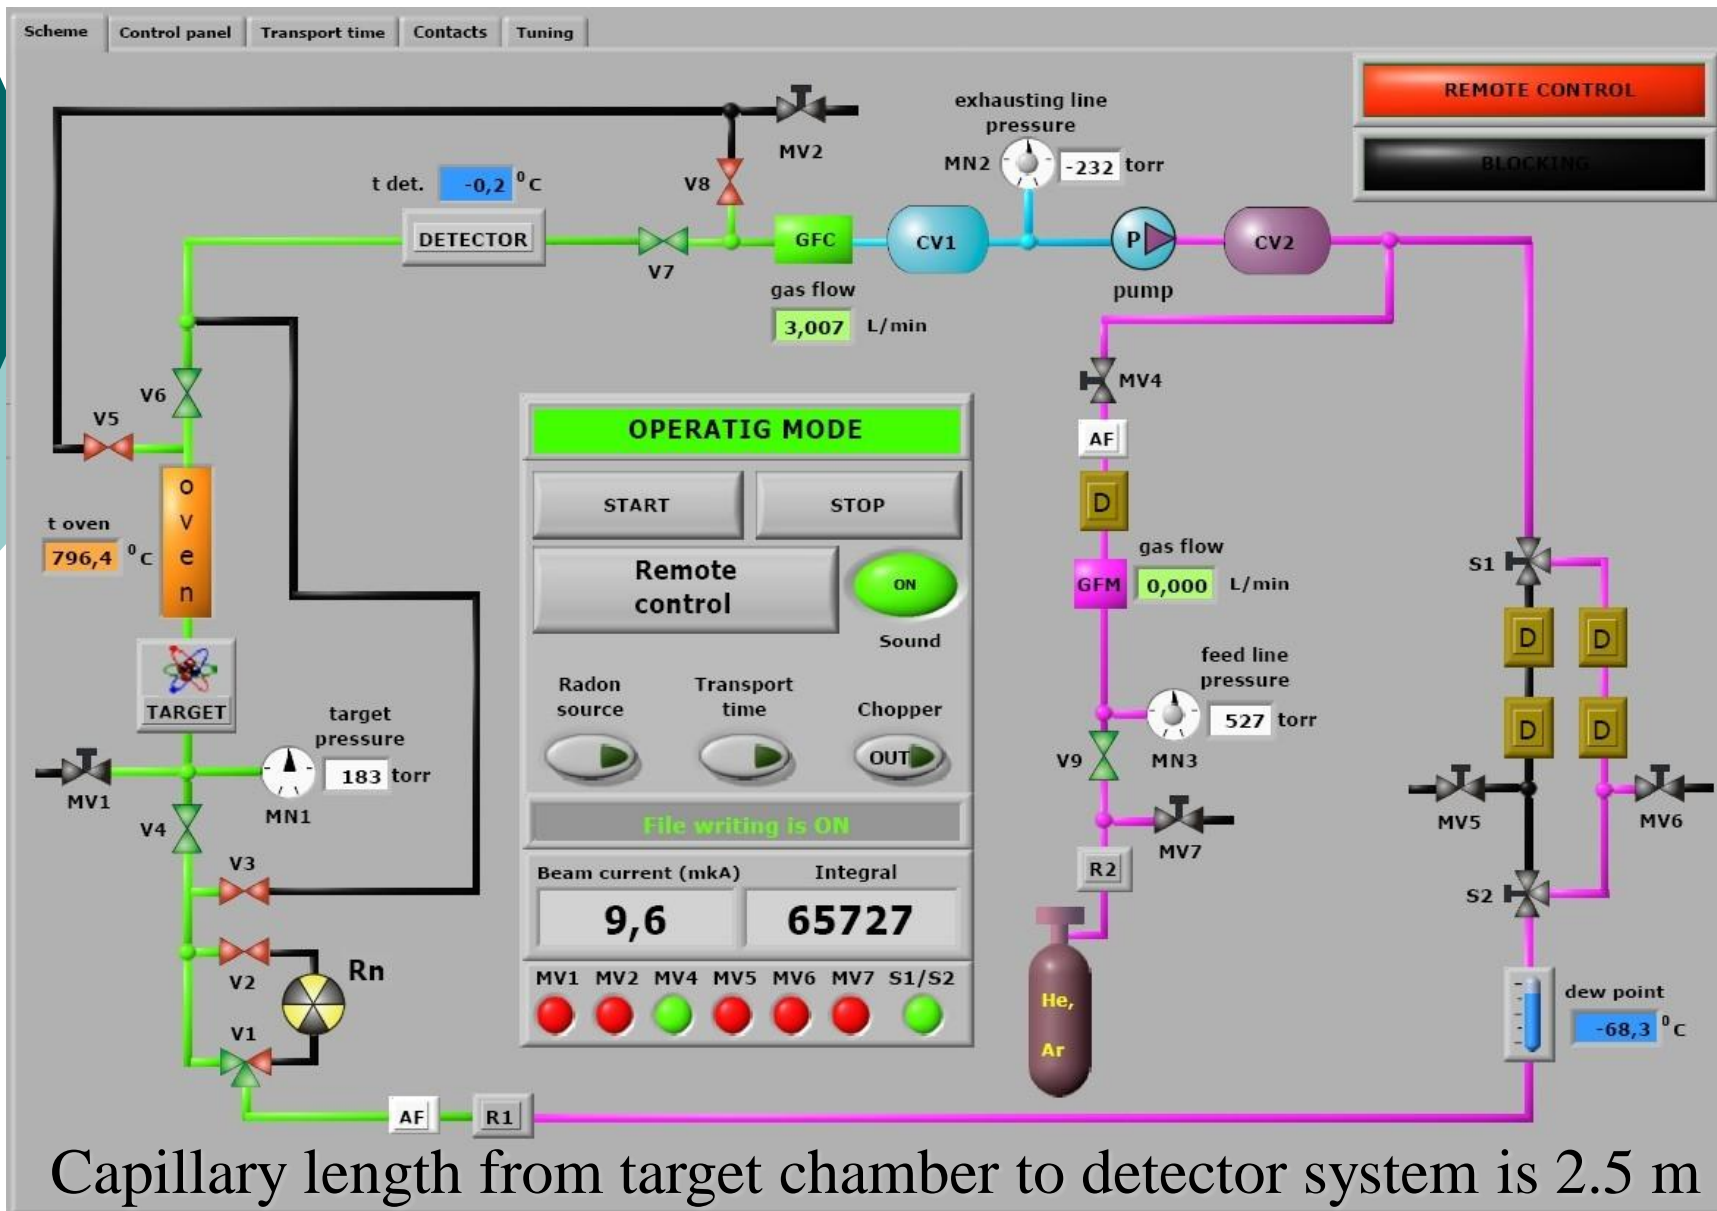 Scheme
Control panel
Transport time
Contacts
Tuning
REMOTE CONTROL
BLOCKING
exhausting line
pressure
MN2
-232 torr
MV2
t det.
-0,2 ⁰C
V8
DETECTOR
V7
GFC
CV1
P
CV2
pump
gas flow
3,007 L/min
V6
V5
MV4
AF
D
oven
t oven
796,4 ⁰C
OPERATIG MODE
START
STOP
Remote
control
ON
Sound
gas flow
GFM
0,000 L/min
S1
D
D
D
D
TARGET
target
pressure
183 torr
MV1
MN1
V4
V3
Radon
source
Transport
time
Chopper
OUT
feed line
pressure
527 torr
V9
MN3
MV5
MV6
MV7
R2
S2
File writing is ON
Beam current (mkA)
Integral
9,6
65727
MV1 MV2 MV4 MV5 MV6 MV7 S1/S2
V2
Rn
V1
He,
Ar
dew point
-68,3 ⁰C
AF
R1
Capillary length from target chamber to detector system is 2.5 m